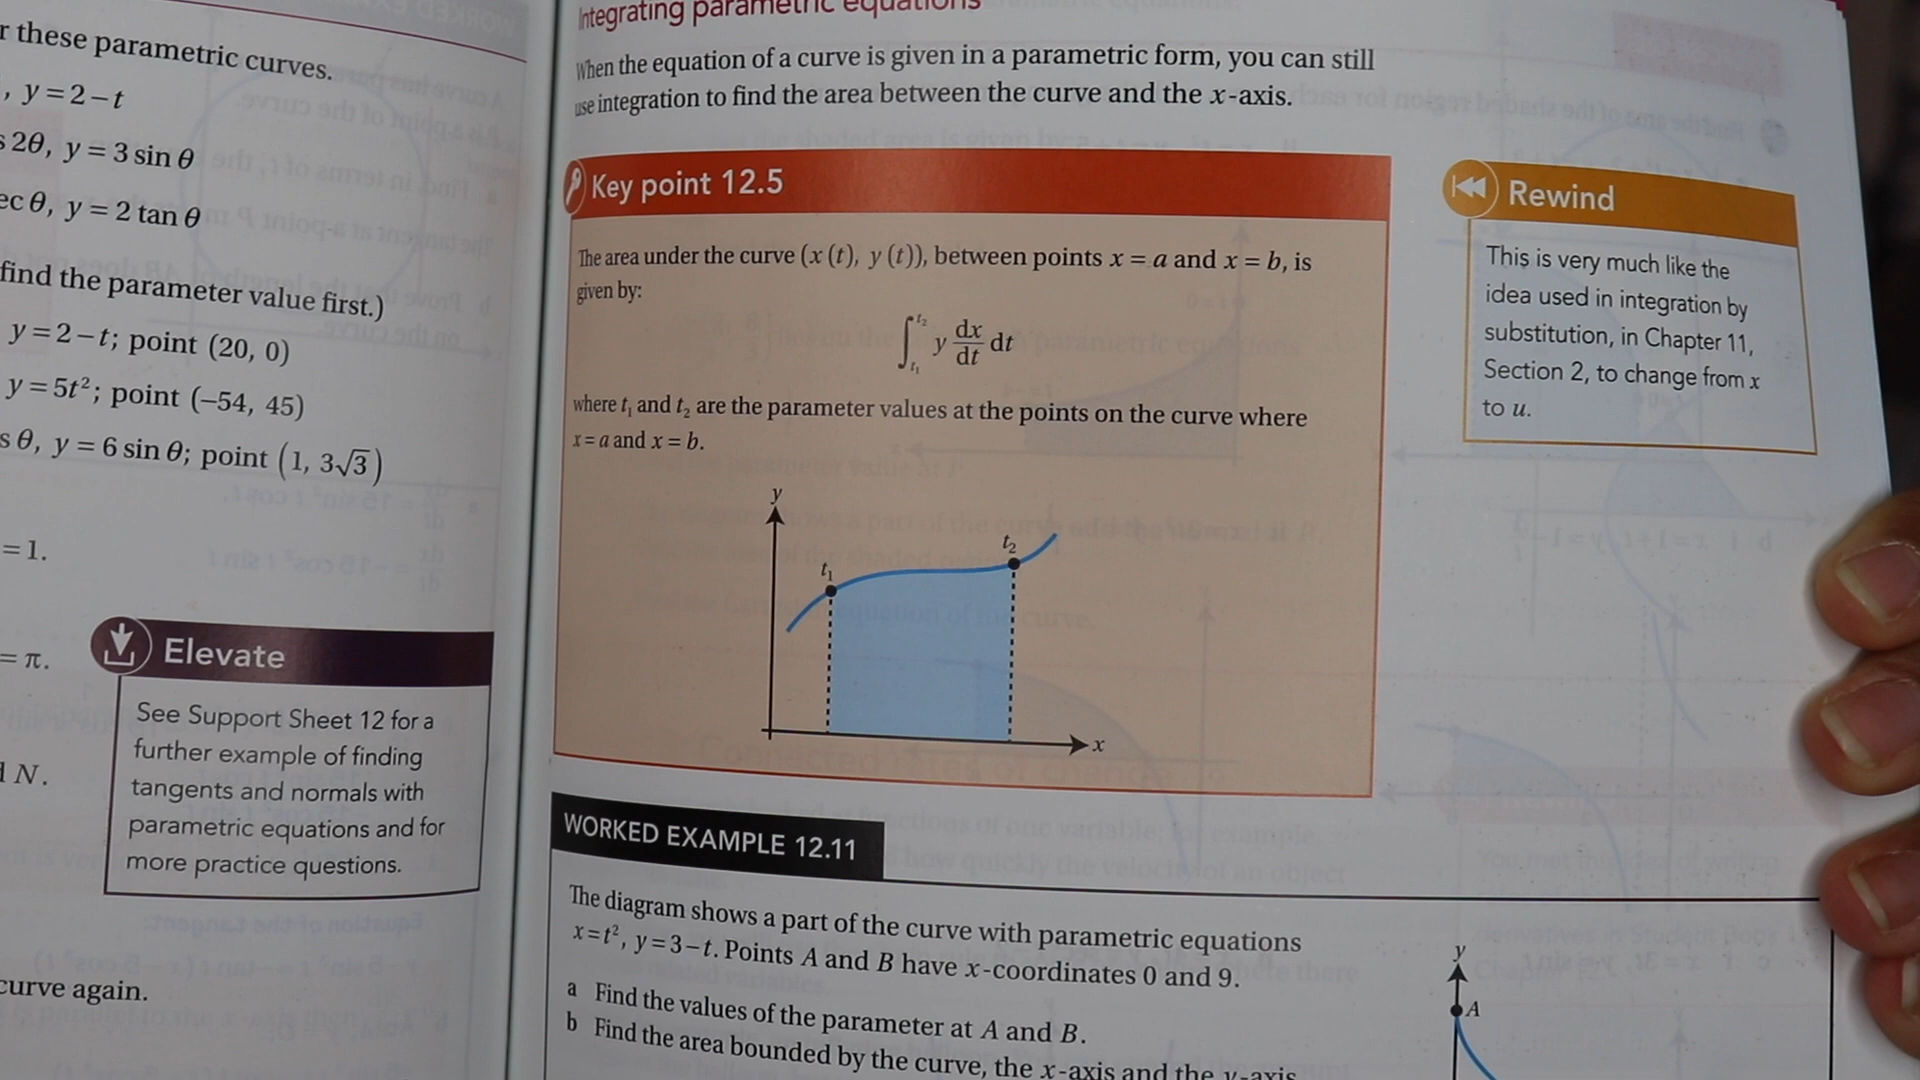 r these parametric curves.
, y = 2 – t
s 2θ, y = 3 sin θ
ec θ, y = 2 tan θ
find the parameter value first.)
y = 2 – t; point (20, 0)
y = 5t²; point (–54, 45)
s θ, y = 6 sin θ; point (1, 3√3)
= 1.
= π.
N.
curve again.
Elevate
See Support Sheet 12 for a
further example of finding
tangents and normals with
parametric equations and for
more practice questions.
Integrating parametric equations
When the equation of a curve is given in a parametric form, you can still
use integration to find the area between the curve and the x-axis.
Key point 12.5
The area under the curve (x(t), y(t)), between points x = a and x = b, is
given by:
∫_{t₁}^{t₂} y dx/dt dt
where t₁ and t₂ are the parameter values at the points on the curve where
x = a and x = b.
y
t₂
t₁
x
Rewind
This is very much like the
idea used in integration by
substitution, in Chapter 11,
Section 2, to change from x
to u.
WORKED EXAMPLE 12.11
The diagram shows a part of the curve with parametric equations
x = t², y = 3 – t. Points A and B have x-coordinates 0 and 9.
a Find the values of the parameter at A and B.
b Find the area bounded by the curve, the x-axis and the y-axis
y
A